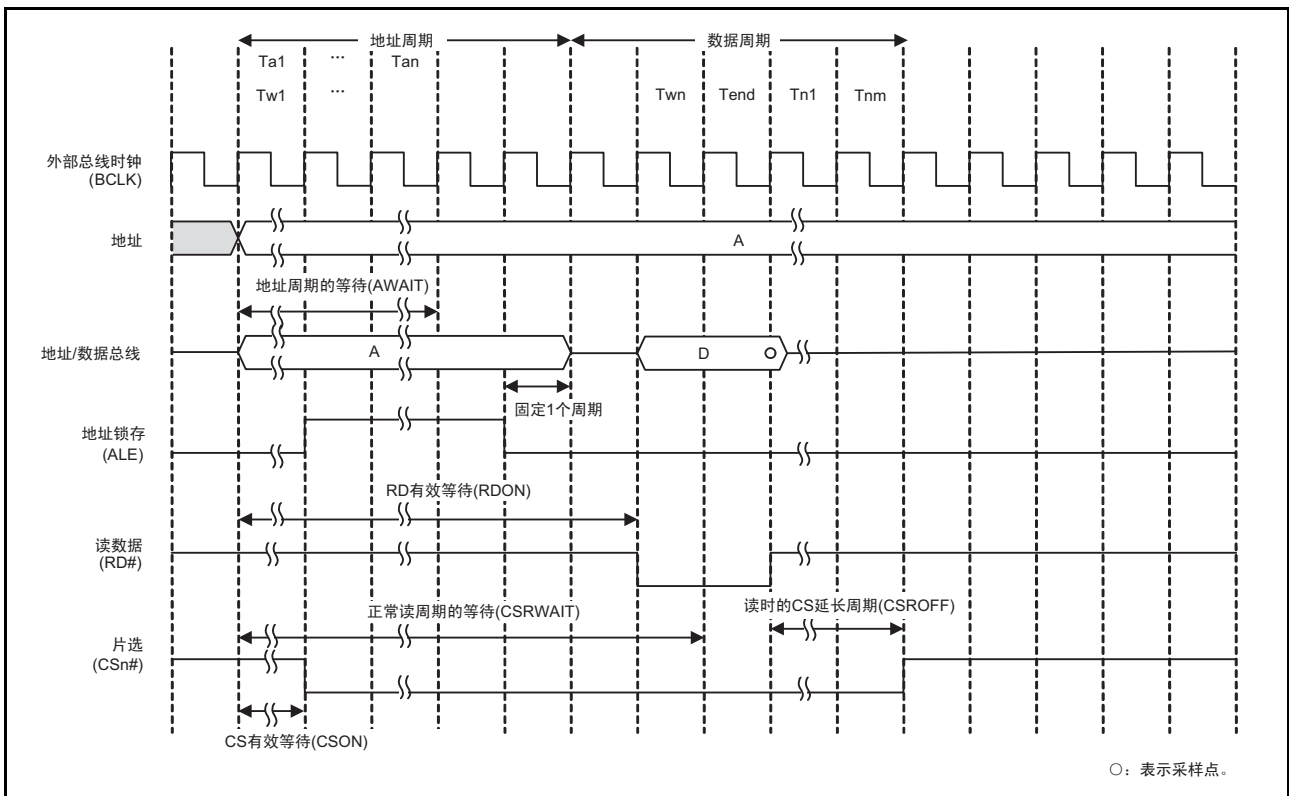 地址周期 数据周期
Ta1 … Tan
Tw1 … Twn Tend Tn1 Tnm
外部总线时钟
(BCLK)
地址
A
地址周期的等待(AWAIT)
地址/数据总线
A D
固定1个周期
地址锁存
(ALE)
RD有效等待(RDON)
读数据
(RD#)
正常读周期的等待(CSRWAIT) 读时的CS延长周期(CSROFF)
片选
(CSn#)
CS有效等待(CSON)
○：表示采样点。